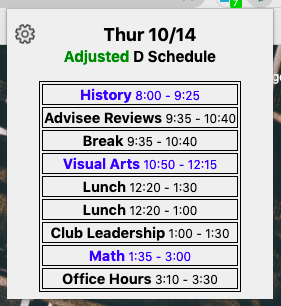 7
Thur 10/14
Adjusted D Schedule
History 8:00 - 9:25
Advisee Reviews 9:35 - 10:40
Break 9:35 - 10:40
Visual Arts 10:50 - 12:15
Lunch 12:20 - 1:30
Lunch 12:20 - 1:00
Club Leadership 1:00 - 1:30
Math 1:35 - 3:00
Office Hours 3:10 - 3:30